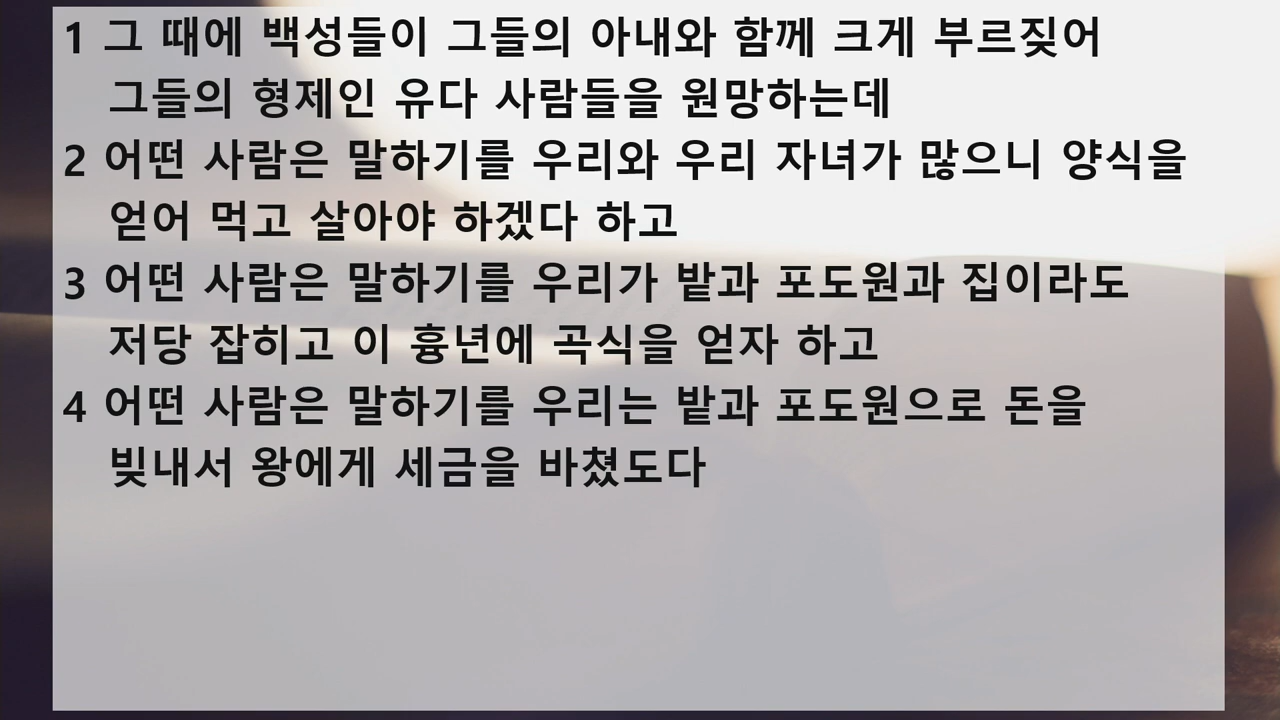 1 그 때에 백성들이 그들의 아내와 함께 크게 부르짖어
그들의 형제인 유다 사람들을 원망하는데
2 어떤 사람은 말하기를 우리와 우리 자녀가 많으니 양식을
얻어 먹고 살아야 하겠다 하고
3 어떤 사람은 말하기를 우리가 밭과 포도원과 집이라도
저당 잡히고 이 흉년에 곡식을 얻자 하고
4 어떤 사람은 말하기를 우리는 밭과 포도원으로 돈을
빚내서 왕에게 세금을 바쳤도다